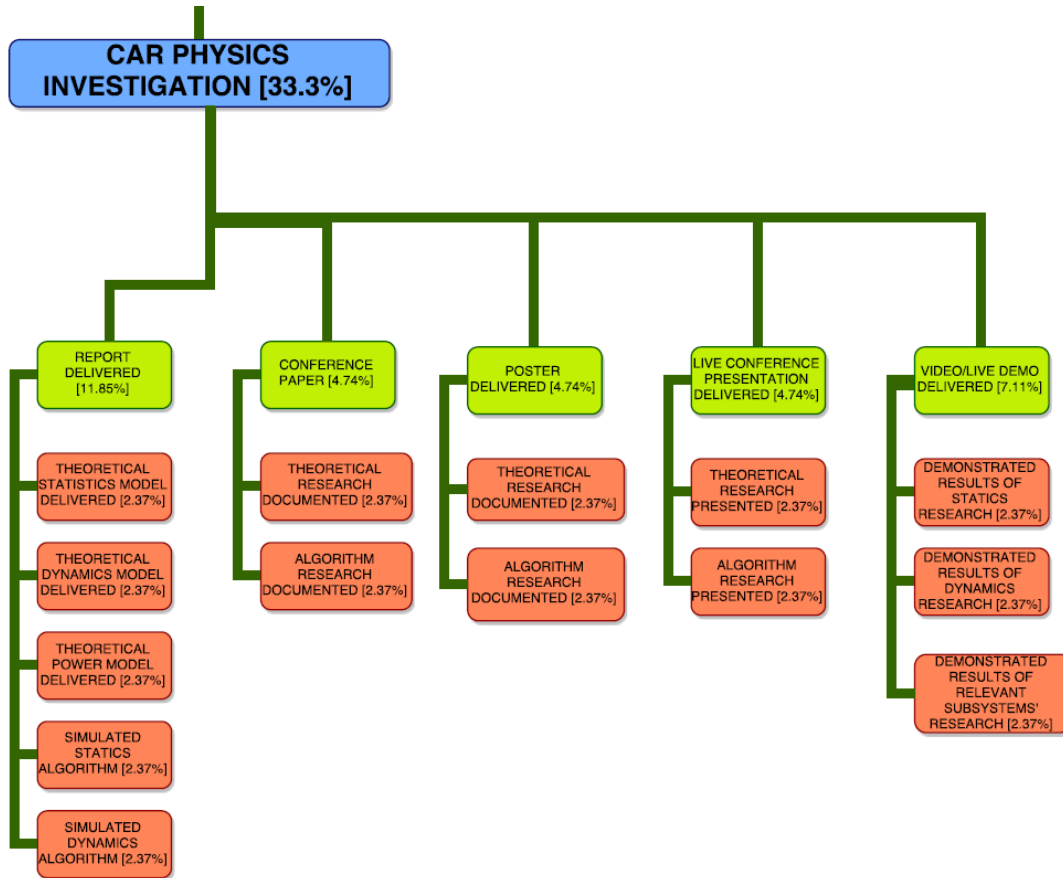 CAR PHYSICS
INVESTIGATION [33.3%]
REPORT
DELIVERED
[11.85%]
THEORETICAL
STATISTICS MODEL
DELIVERED [2.37%]
THEORETICAL
DYNAMICS MODEL
DELIVERED [2.37%]
THEORETICAL
POWER MODEL
DELIVERED [2.37%]
SIMULATED
STATICS
ALGORITHM [2.37%]
SIMULATED
DYNAMICS
ALGORITHM [2.37%]
CONFERENCE
PAPER [4.74%]
THEORETICAL
RESEARCH
DOCUMENTED [2.37%]
ALGORITHM
RESEARCH
DOCUMENTED [2.37%]
POSTER
DELIVERED [4.74%]
THEORETICAL
RESEARCH
DOCUMENTED [2.37%]
ALGORITHM
RESEARCH
DOCUMENTED [2.37%]
LIVE CONFERENCE
PRESENTATION
DELIVERED [4.74%]
THEORETICAL
RESEARCH
PRESENTED [2.37%]
ALGORITHM
RESEARCH
PRESENTED [2.37%]
VIDEO/LIVE DEMO
DELIVERED [7.11%]
DEMONSTRATED
RESULTS OF
STATICS
RESEARCH [2.37%]
DEMONSTRATED
RESULTS OF
DYNAMICS
RESEARCH [2.37%]
DEMONSTRATED
RESULTS OF
RELEVANT
SUBSYSTEMS'
RESEARCH [2.37%]